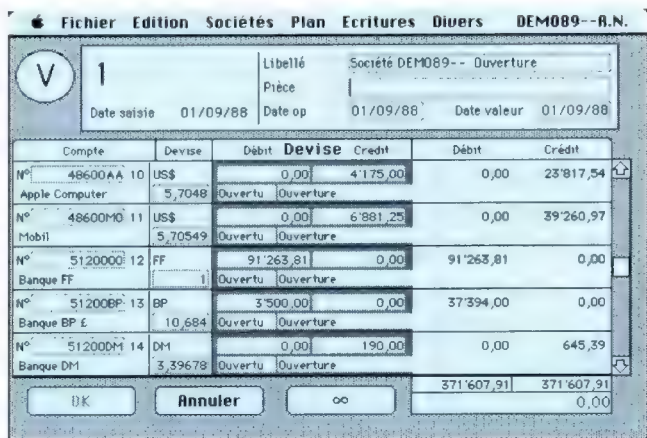 Fichier Edition Sociétés Plan Ecritures Divers DEM089--A.N.
V
1
Libellé Société DEM089-- Ouverture
Pièce
Date saisie 01/09/88 Date op 01/09/88 Date valeur 01/09/88
Compte Devise Débit Devise Crédit Débit Crédit
N° 48600AA 10 US$ 0,00 4'175,00 0,00 23'817,54
Apple Computer 5,7048 Ouvertu Ouverture
N° 48600MO 11 US$ 0,00 6'881,25 0,00 39'260,97
Mobil 5,70549 Ouvertu Ouverture
N° 5120000 12 FF 91'263,81 0,00 91'263,81 0,00
Banque FF 1 Ouvertu Ouverture
N° 51200BP 13 BP 3'500,00 0,00 37'394,00 0,00
Banque BP £ 10,684 Ouvertu Ouverture
N° 51200DM 14 DM 0,00 190,00 0,00 645,39
Banque DM 3,39678 Ouvertu Ouverture
371'607,91 371'607,91
OK Annuler ∞ 0,00